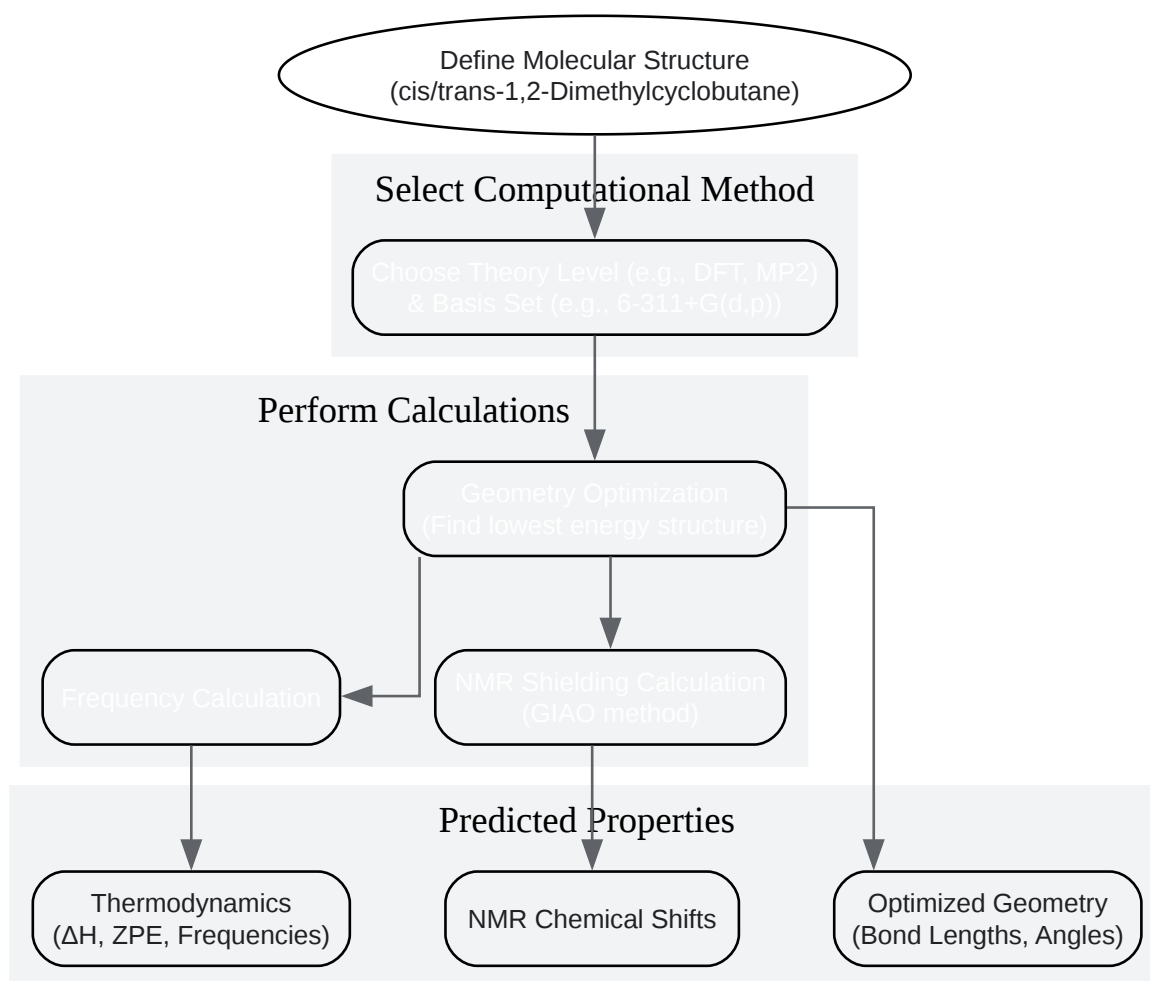 Define Molecular Structure
(cis/trans-1,2-Dimethylcyclobutane)
Select Computational Method
Choose Theory Level (e.g., DFT, MP2)
& Basis Set (e.g., 6-311+G(d,p))
Perform Calculations
Geometry Optimization
(Find lowest energy structure)
Frequency Calculation
NMR Shielding Calculation
(GIAO method)
Predicted Properties
Thermodynamics
(ΔH, ZPE, Frequencies)
NMR Chemical Shifts
Optimized Geometry
(Bond Lengths, Angles)